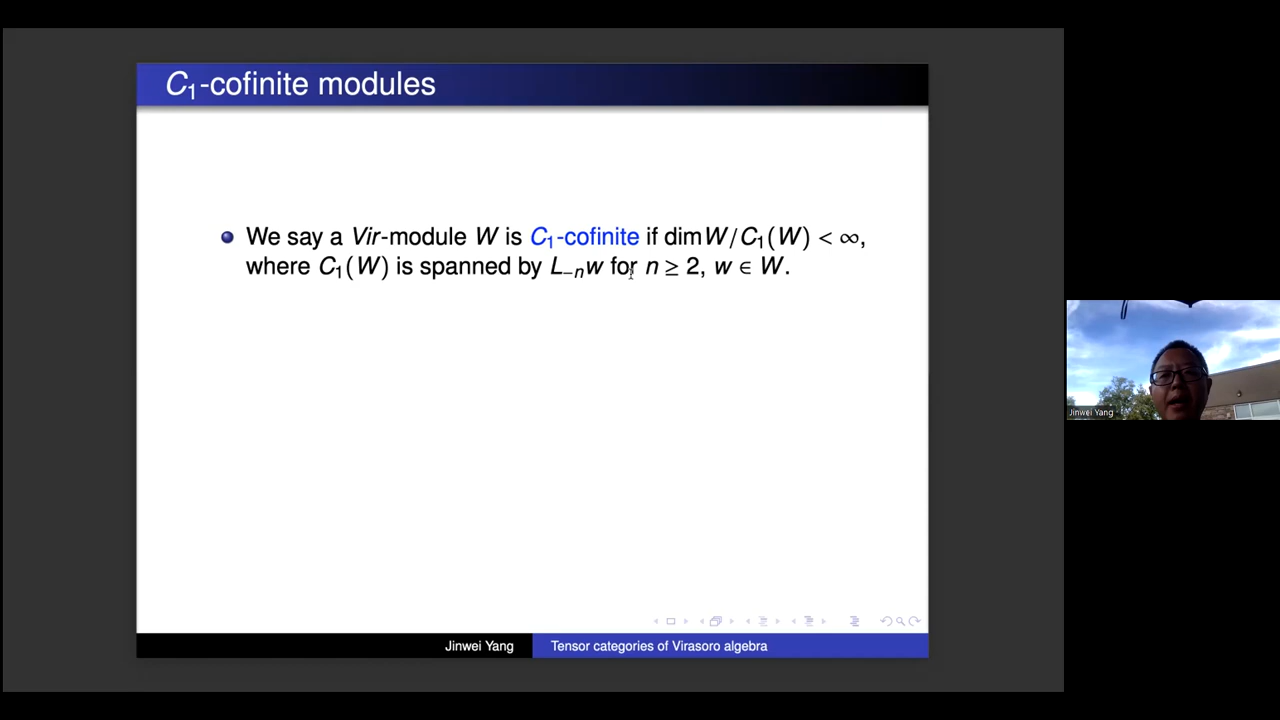 C₁-cofinite modules
We say a Vir-module W is C₁-cofinite if dim W/C₁(W) < ∞,
where C₁(W) is spanned by L₋ₙw for n ≥ 2, w ∈ W.
Jinwei Yang
Tensor categories of Virasoro algebra
Jinwei Yang